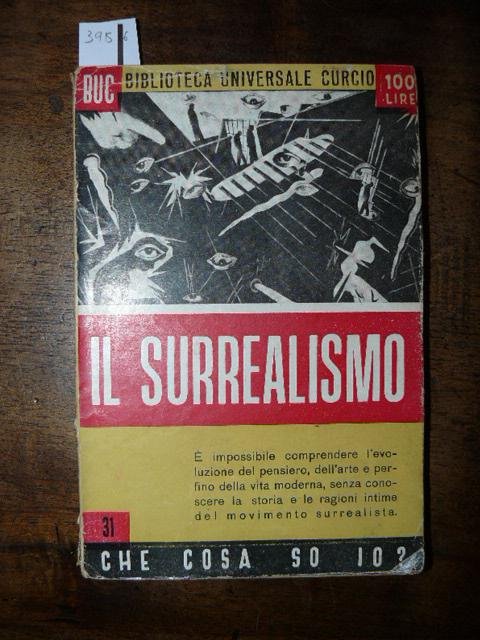 395 6
BUC
BIBLIOTECA UNIVERSALE CURCIO
100
LIRE
IL SURREALISMO
È impossibile comprendere l'evo-
luzione del pensiero, dell'arte e per-
fino della vita moderna, senza cono-
scere la storia e le ragioni intime
del movimento surrealista.
31
CHE COSA SO IO?